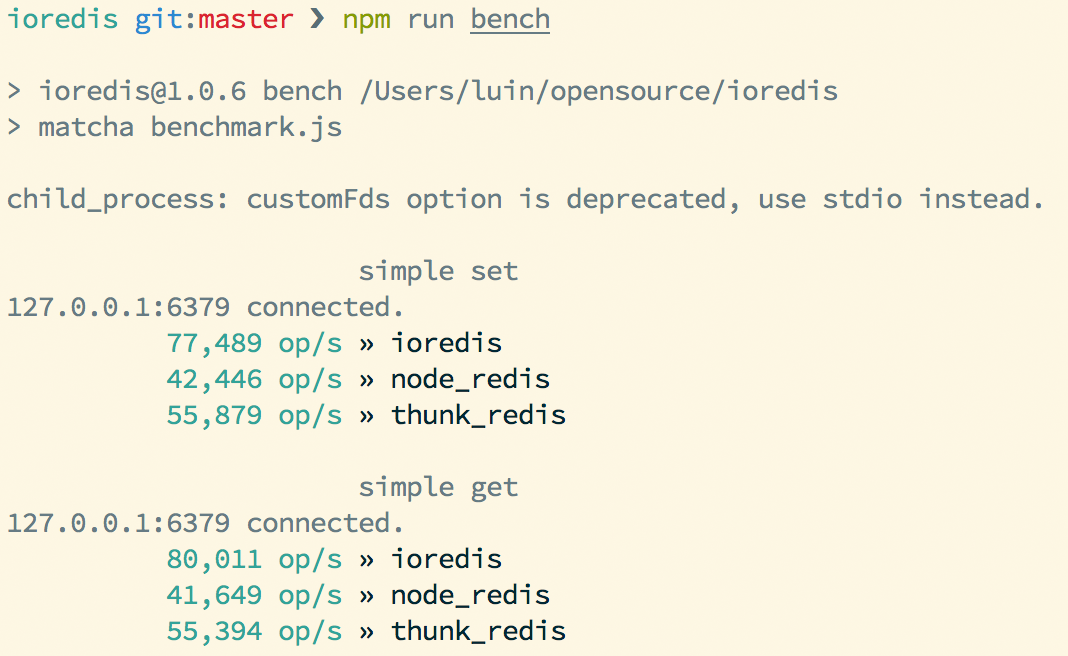 ioredis git:master ❯ npm run bench
> ioredis@1.0.6 bench /Users/luin/opensource/ioredis
> matcha benchmark.js
child_process: customFds option is deprecated, use stdio instead.
simple set
127.0.0.1:6379 connected.
77,489 op/s » ioredis
42,446 op/s » node_redis
55,879 op/s » thunk_redis
simple get
127.0.0.1:6379 connected.
80,011 op/s » ioredis
41,649 op/s » node_redis
55,394 op/s » thunk_redis